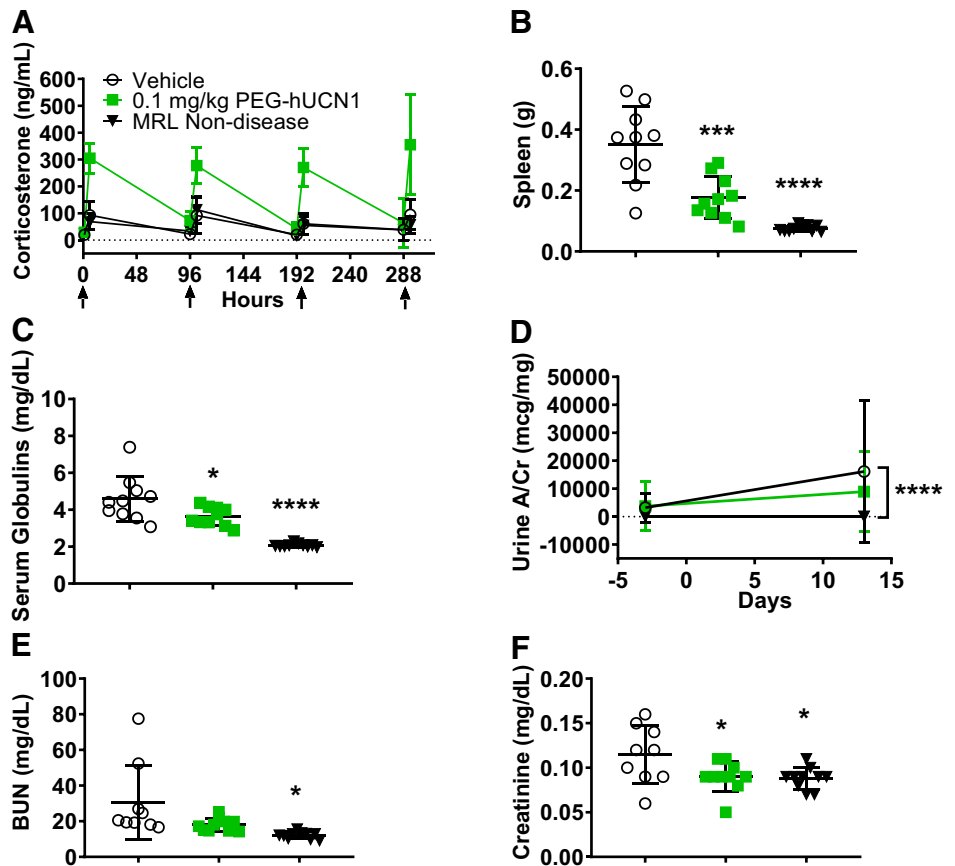 A
Corticosterone (ng/mL)
600
500
400
300
200
100
0
Vehicle
0.1 mg/kg PEG-hUCN1
MRL Non-disease
0 48 96 144 192 240 288
Hours
B
Spleen (g)
0.6
0.4
0.2
0.0
***
****
C
Serum Globulins (mg/dL)
10
8
6
4
2
0
*
****
D
Urine A/Cr (mcg/mg)
50000
40000
30000
20000
10000
0
-10000
****
-5 0 5 10 15
Days
E
BUN (mg/dL)
100
80
60
40
20
0
*
F
Creatinine (mg/dL)
0.20
0.15
0.10
0.05
0.00
*
*